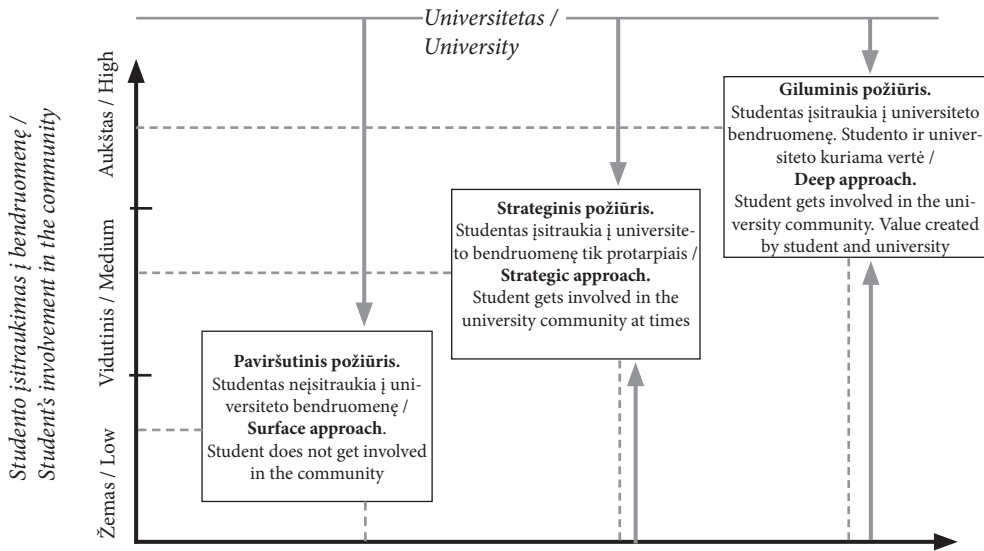 Universitetas /
University
Studento įsitraukimas į bendruomenę /
Student's involvement in the community
Aukštas / High
Vidutinis / Medium
Žemas / Low
Giluminis požiūris.
Studentas įsitraukia į universiteto
bendruomenę. Studento ir univer-
siteto kuriama vertė /
Deep approach.
Student gets involved in the uni-
versity community. Value created
by student and university
Strateginis požiūris.
Studentas įsitraukia į universite-
to bendruomenę tik protarpiais /
Strategic approach.
Student gets involved in the
university community at times
Paviršutinis požiūris.
Studentas neįsitraukia į uni-
versiteto bendruomenę /
Surface approach.
Student does not get involved
in the community